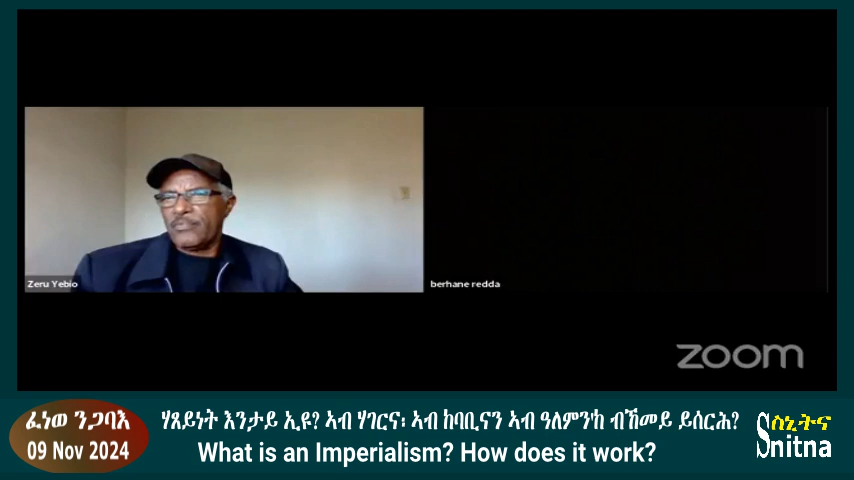 Zeru Yebio
berhane redda
zoom
ፈነወ ንጋባእ
09 Nov 2024
ሃጸይነት እንታይ ኢዩ? ኣብ ሃገርና፡ ኣብ ከባቢናን ኣብ ዓለምን'ከ ብኸመይ ይሰርሕ?
What is an Imperialism? How does it work?
ስኒትና
Snitna